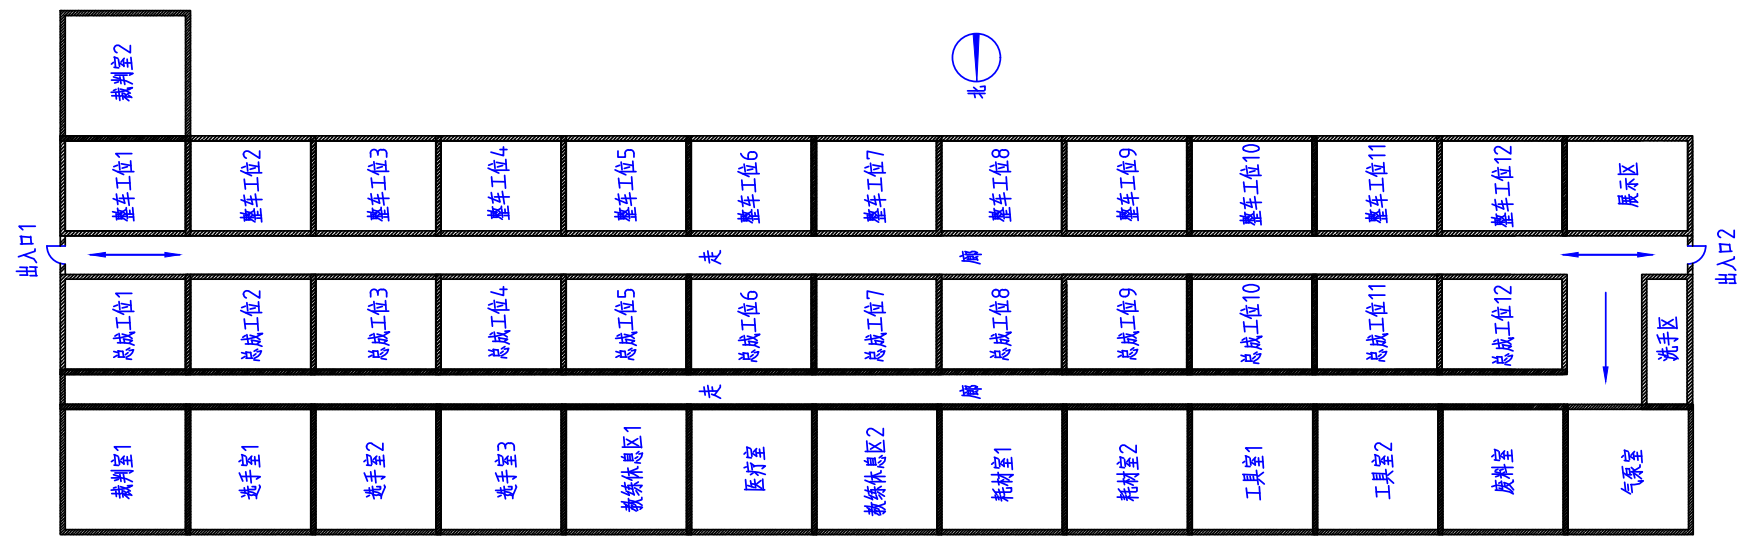 裁判室2
北
整车工位1
整车工位2
整车工位3
整车工位4
整车工位5
整车工位6
整车工位7
整车工位8
整车工位9
整车工位10
整车工位11
整车工位12
展示区
出入口1
走廊
出入口2
总成工位1
总成工位2
总成工位3
总成工位4
总成工位5
总成工位6
总成工位7
总成工位8
总成工位9
总成工位10
总成工位11
总成工位12
洗手区
走廊
裁判室1
选手室1
选手室2
选手室3
教练休息区1
医疗室
教练休息区2
耗材室1
耗材室2
工具室1
工具室2
废料室
气泵室